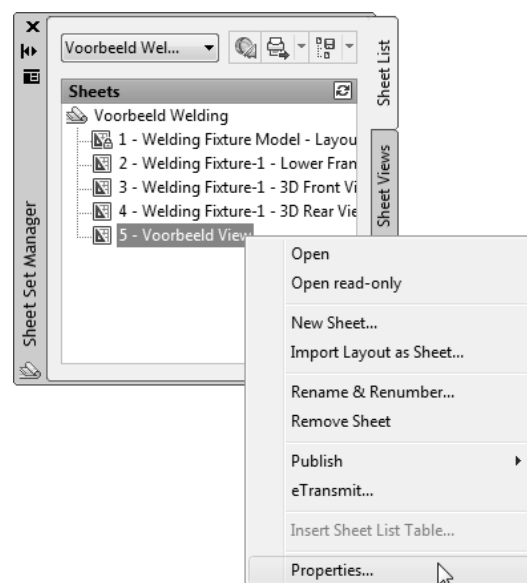 Voorbeeld Wel...
Sheets
Voorbeeld Welding
1 - Welding Fixture Model - Layou
2 - Welding Fixture-1 - Lower Fran
3 - Welding Fixture-1 - 3D Front Vi
4 - Welding Fixture-1 - 3D Rear Vie
5 - Voorbeeld View
Sheet List
Sheet Views
Sheet Set Manager
Open
Open read-only
New Sheet...
Import Layout as Sheet...
Rename & Renumber...
Remove Sheet
Publish
eTransmit...
Insert Sheet List Table...
Properties...